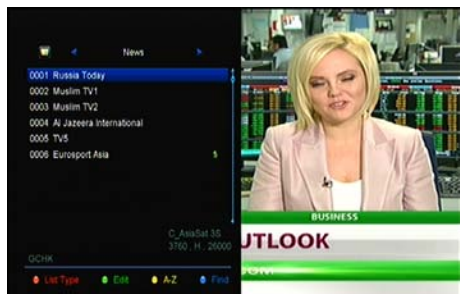 News
0001 Russia Today
0002 Muslim TV1
0003 Muslim TV2
0004 Al Jazeera International
0005 TV5
0006 Eurosport Asia
$
C_AsiaSat 3S
3760 . H . 26000
GCHK
List Type
Edit
A-Z
Find
BUSINESS
UTLOOK
.COM